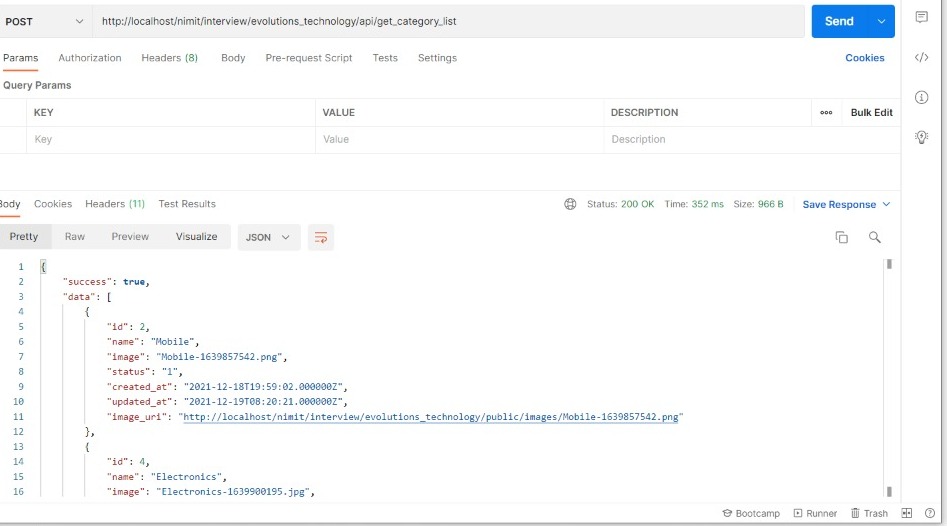 POST http://localhost/nimit/interview/evolutions_technology/api/get_category_list Send
Params Authorization Headers (8) Body Pre-request Script Tests Settings Cookies
Query Params
KEY VALUE DESCRIPTION ooo Bulk Edit
Key Value Description
Body Cookies Headers (11) Test Results Status: 200 OK Time: 352 ms Size: 966 B Save Response
Pretty Raw Preview Visualize JSON
1 {
2 "success": true,
3 "data": [
4 {
5 "id": 2,
6 "name": "Mobile",
7 "image": "Mobile-1639857542.png",
8 "status": "1",
9 "created_at": "2021-12-18T19:59:02.000000Z",
10 "updated_at": "2021-12-19T08:20:21.000000Z",
11 "image_uri": "http://localhost/nimit/interview/evolutions_technology/public/images/Mobile-1639857542.png"
12 },
13 {
14 "id": 4,
15 "name": "Electronics",
16 "image": "Electronics-1639900195.jpg",
Bootcamp Runner Trash